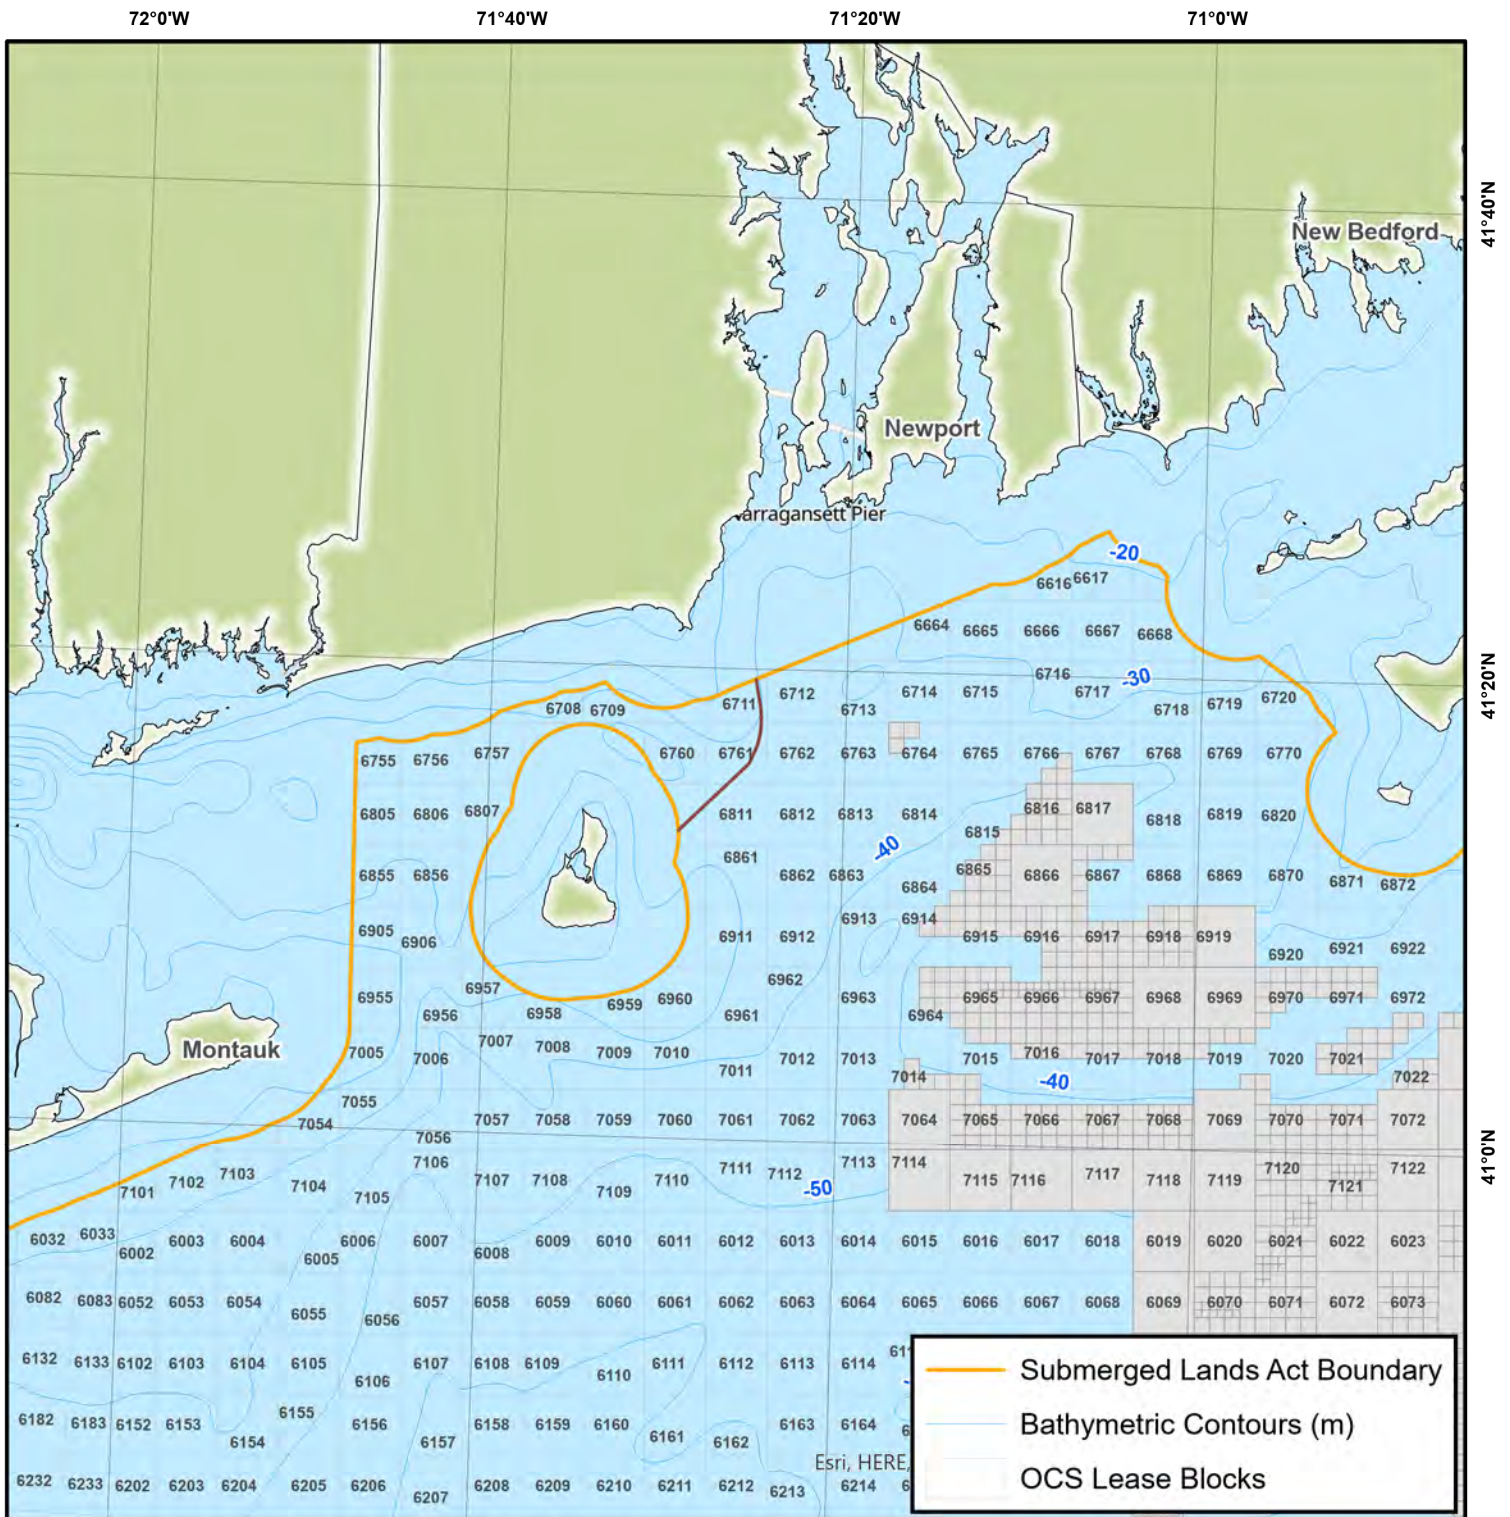 72°0'W 71°40'W 71°20'W 71°0'W
41°40'N
New Bedford
Newport
arragansett Pier
-20
6616 6617
6664 6665 6666 6667 6668
41°20'N
6716 -30
6708 6709 6711 6712 6713 6714 6715 6717 6718 6719 6720
6755 6756 6757 6760 6761 6762 6763 6764 6765 6766 6767 6768 6769 6770
6805 6806 6807 6811 6812 6813 6814 6815 6816 6817 6818 6819 6820
-40
6855 6856 6861 6862 6863 6864 6865 6866 6867 6868 6869 6870 6871 6872
6905 6906 6911 6912 6913 6914 6915 6916 6917 6918 6919 6920 6921 6922
6955 6956 6957 6958 6959 6960 6961 6962 6963 6964 6965 6966 6967 6968 6969 6970 6971 6972
Montauk
7005 7006 7007 7008 7009 7010 7011 7012 7013 7014 7015 7016 7017 7018 7019 7020 7021 7022
-40
7054 7055 7056 7057 7058 7059 7060 7061 7062 7063 7064 7065 7066 7067 7068 7069 7070 7071 7072
41°0'N
7101 7102 7103 7104 7105 7106 7107 7108 7109 7110 7111 7112 7113 7114 7115 7116 7117 7118 7119 7120 7121 7122
-50
6032 6033 6002 6003 6004 6005 6006 6007 6008 6009 6010 6011 6012 6013 6014 6015 6016 6017 6018 6019 6020 6021 6022 6023
6082 6083 6052 6053 6054 6055 6056 6057 6058 6059 6060 6061 6062 6063 6064 6065 6066 6067 6068 6069 6070 6071 6072 6073
6132 6133 6102 6103 6104 6105 6106 6107 6108 6109 6110 6111 6112 6113 6114
6182 6183 6152 6153 6154 6155 6156 6157 6158 6159 6160 6161 6162 6163 6164
Esri, HERE,
6232 6233 6202 6203 6204 6205 6206 6207 6208 6209 6210 6211 6212 6213 6214
Submerged Lands Act Boundary
Bathymetric Contours (m)
OCS Lease Blocks